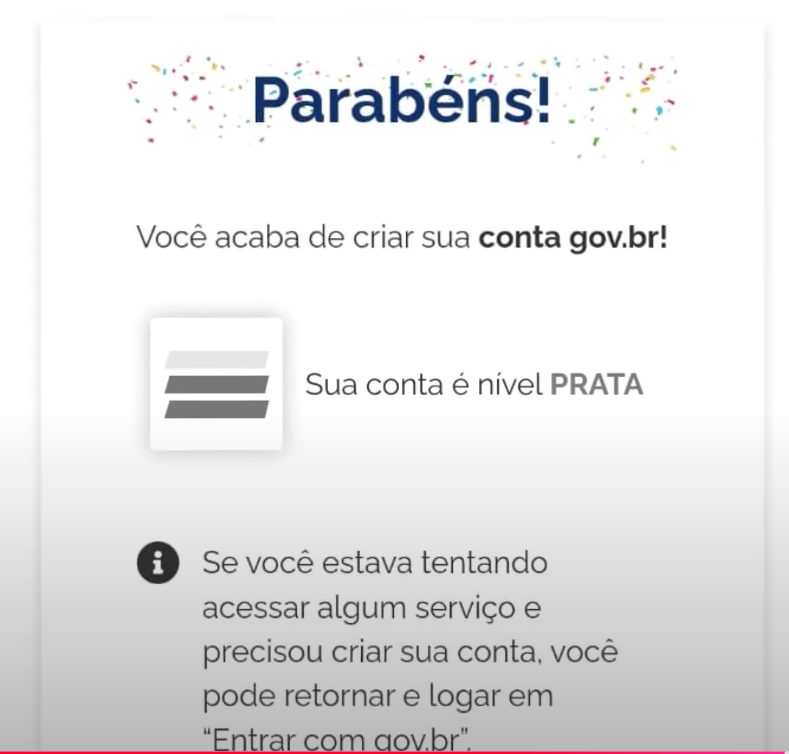 Parabéns!
Você acaba de criar sua conta gov.br!
Sua conta é nível PRATA
Se você estava tentando
acessar algum serviço e
precisou criar sua conta, você
pode retornar e logar em
“Entrar com gov.br”.